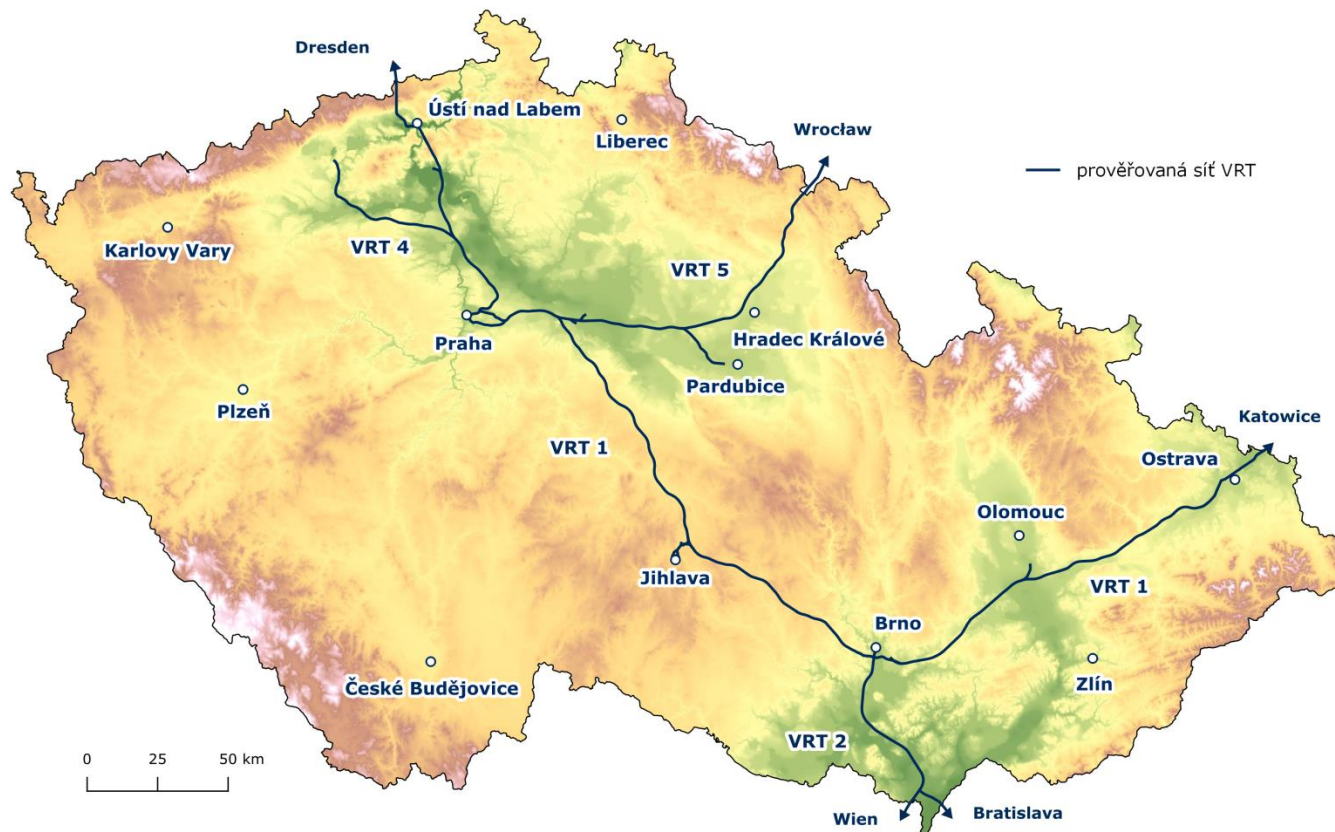 Dresden
Ústí nad Labem
Liberec
Wrocław
prověřovaná síť VRT
Karlovy Vary
VRT 4
VRT 5
Praha
Hradec Králové
Pardubice
Plzeň
VRT 1
Katowice
Ostrava
Olomouc
Jihlava
VRT 1
Brno
České Budějovice
Zlín
VRT 2
0 25 50 km
Wien
Bratislava